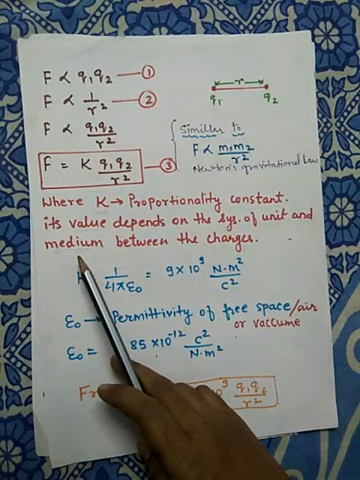 F ∝ q₁q₂ — ①
F ∝ 1/r² — ②
F ∝ q₁q₂/r²
F = K q₁q₂/r² — ③
r
q₁ q₂
Similler to
F ∝ m₁m₂/r²
Newton's gravitational Law
Where K → Proportionality constant.
its value depends on the sys. of unit and
medium between the charges.
1/4πε₀ = 9×10⁹ N·m²/C²
ε₀ → Permittivity of free space/air
or vaccume
ε₀ = 85×10⁻¹² C²/N·m²
9 q₁q₂/r²